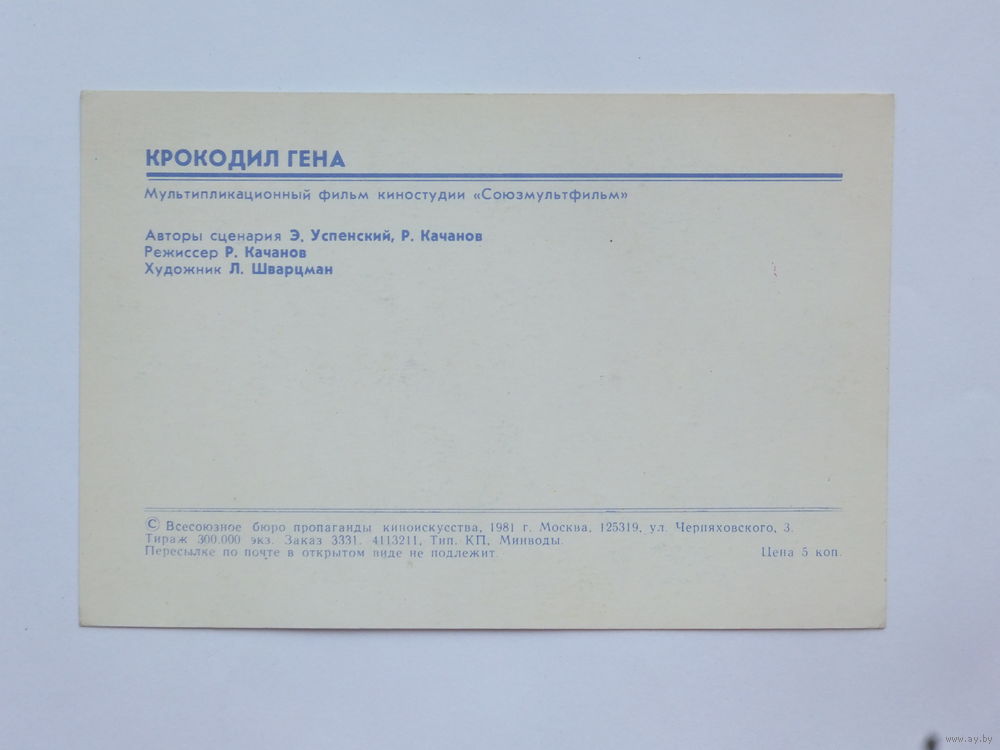 КРОКОДИЛ ГЕНА
Мультипликационный фильм киностудии «Союзмультфильм»
Авторы сценария Э. Успенский, Р. Качанов
Режиссер Р. Качанов
Художник Л. Шварцман
© Всесоюзное бюро пропаганды киноискусства, 1981 г. Москва, 125319, ул. Черняховского, 3.
Тираж 300.000 экз. Заказ 3331. 4113211, Тип. КП, Минводы.
Пересылке по почте в открытом виде не подлежит. Цена 5 коп.
www.ay.by